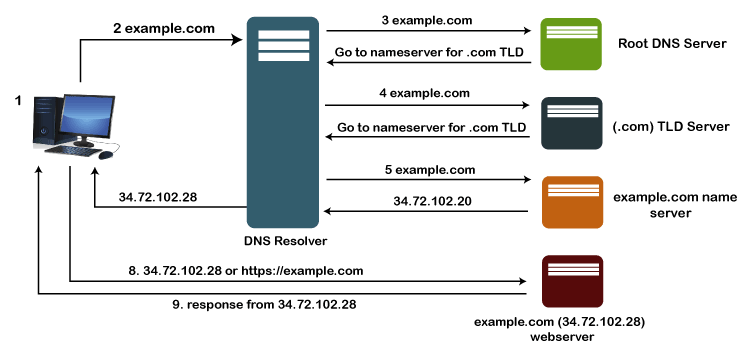 2 example.com
3 example.com
Root DNS Server
Go to nameserver for .com TLD
1
4 example.com
(.com) TLD Server
Go to nameserver for .com TLD
5 example.com
34.72.102.28
34.72.102.20
example.com name
server
DNS Resolver
8. 34.72.102.28 or https://example.com
9. response from 34.72.102.28
example.com (34.72.102.28)
webserver